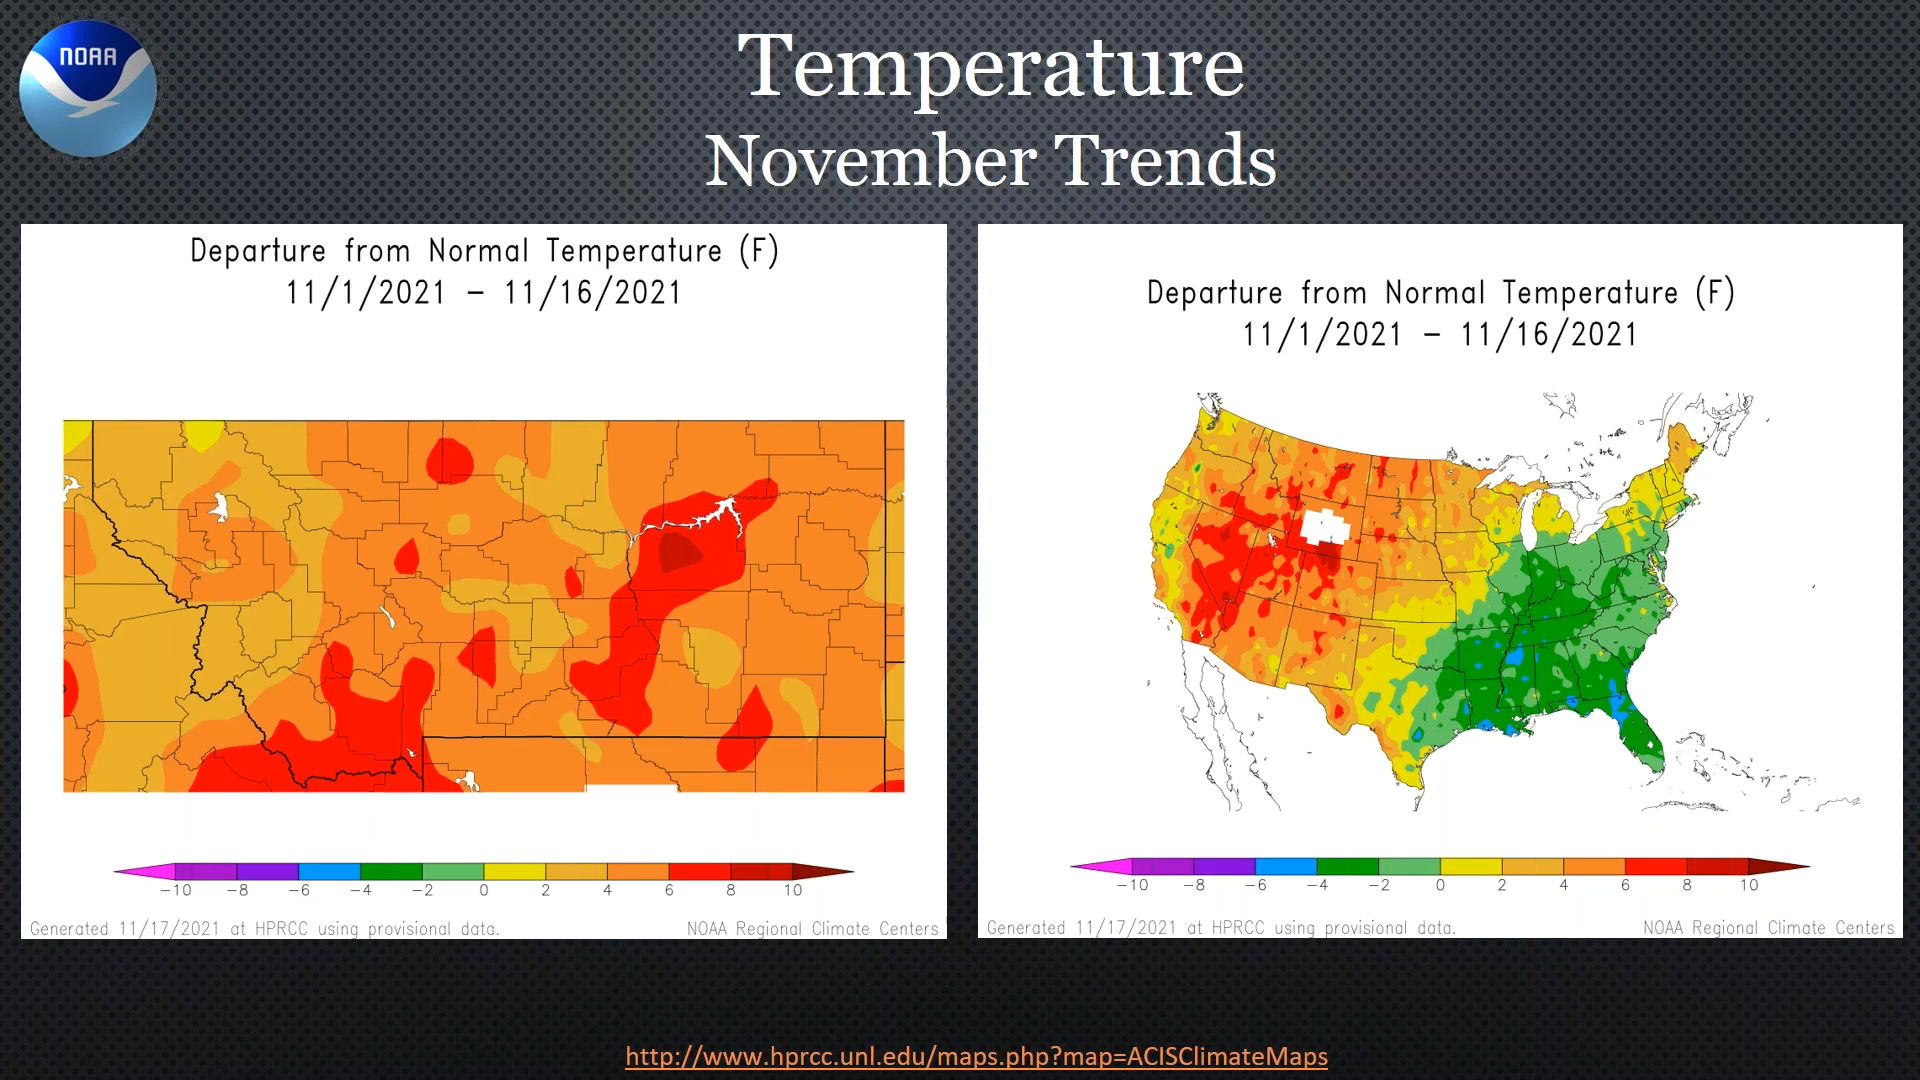 NOAA
Temperature
November Trends
Departure from Normal Temperature (F)
11/1/2021 – 11/16/2021
−10 −8 −6 −4 −2 0 2 4 6 8 10
Generated 11/17/2021 at HPRCC using provisional data. NOAA Regional Climate Centers
Departure from Normal Temperature (F)
11/1/2021 – 11/16/2021
−10 −8 −6 −4 −2 0 2 4 6 8 10
Generated 11/17/2021 at HPRCC using provisional data. NOAA Regional Climate Centers
http://www.hprcc.unl.edu/maps.php?map=ACISClimateMaps